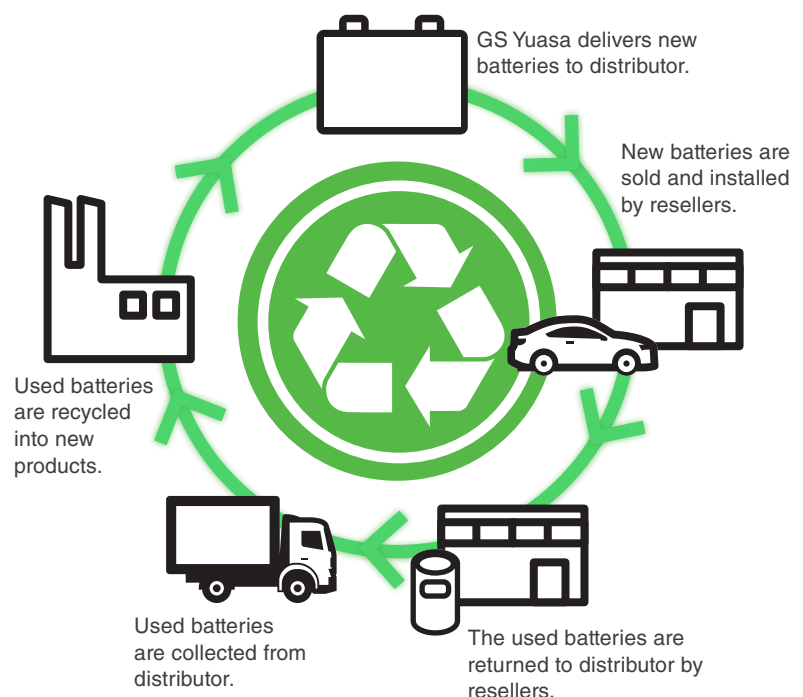 GS Yuasa delivers new
batteries to distributor.
New batteries are
sold and installed
by resellers.
The used batteries are
returned to distributor by
resellers.
Used batteries
are collected from
distributor.
Used batteries
are recycled
into new
products.